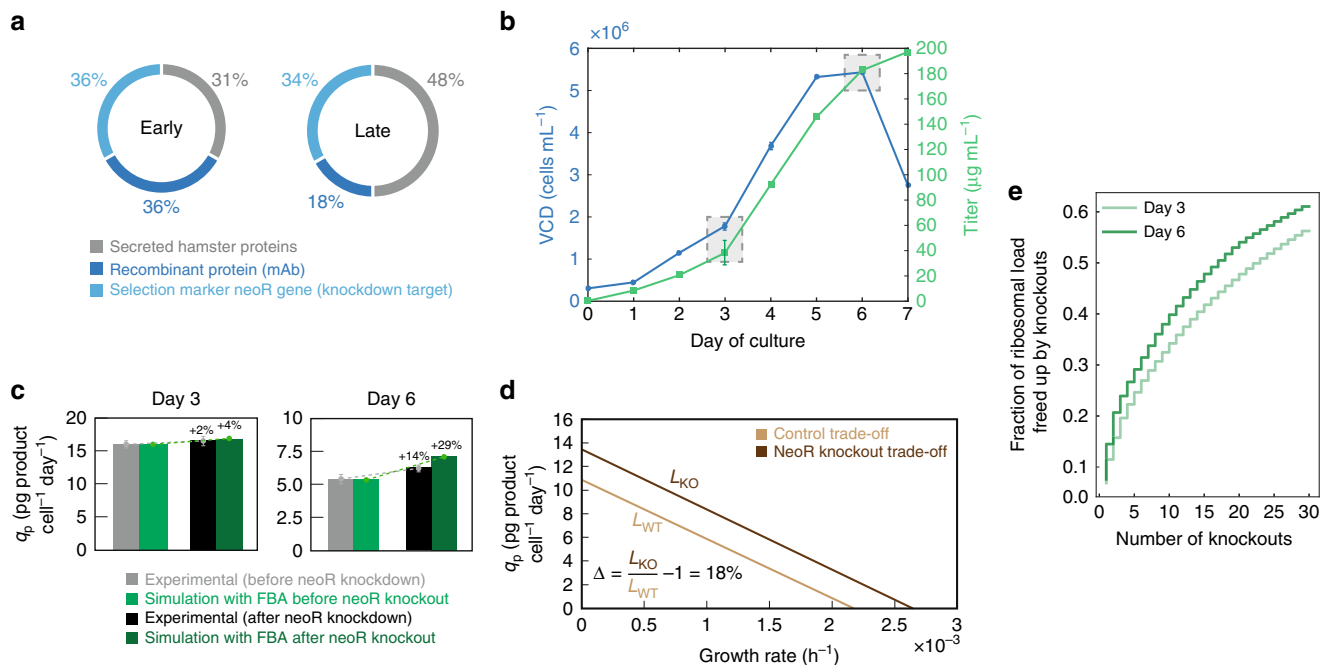 a
36%
31%
Early
36%
34%
48%
Late
18%
Secreted hamster proteins
Recombinant protein (mAb)
Selection marker neoR gene (knockdown target)
b
×10⁶
VCD (cells mL⁻¹)
6
5
4
3
2
1
0
200
180
160
140
120
100
80
60
40
20
0
Titer (μg mL⁻¹)
0 1 2 3 4 5 6 7
Day of culture
c
Day 3
qₚ (pg product
cell⁻¹ day⁻¹)
20
15
10
5
0
+2%
+4%
Day 6
10
7.5
5.0
2.5
0
+14%
+29%
Experimental (before neoR knockdown)
Simulation with FBA before neoR knockout
Experimental (after neoR knockdown)
Simulation with FBA after neoR knockout
d
qₚ (pg product
cell⁻¹ day⁻¹)
16
14
12
10
8
6
4
2
0
Control trade-off
NeoR knockout trade-off
L_KO
L_WT
Δ = L_KO / L_WT −1 = 18%
0 0.5 1 1.5 2 2.5 3
×10⁻³
Growth rate (h⁻¹)
e
Day 3
Day 6
Fraction of ribosomal load
freed up by knockouts
0.6
0.5
0.4
0.3
0.2
0.1
0.0
0 5 10 15 20 25 30
Number of knockouts